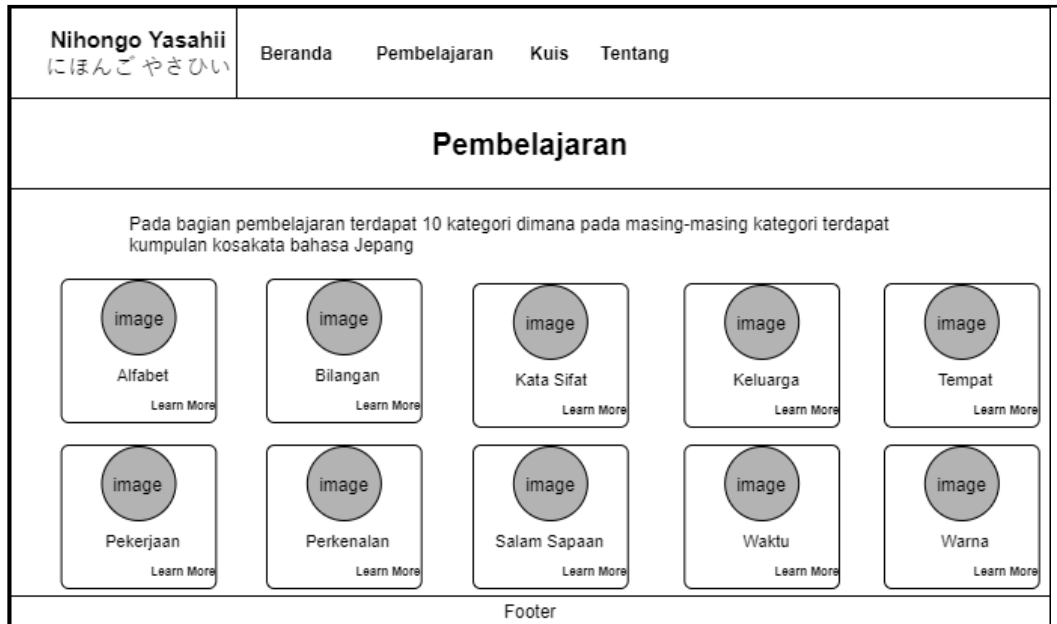 Nihongo Yasahii
にほんご やさひい
Beranda Pembelajaran Kuis Tentang
Pembelajaran
Pada bagian pembelajaran terdapat 10 kategori dimana pada masing-masing kategori terdapat
kumpulan kosakata bahasa Jepang
image image image image image
Alfabet Bilangan Kata Sifat Keluarga Tempat
Learn More Learn More Learn More Learn More Learn More
image image image image image
Pekerjaan Perkenalan Salam Sapaan Waktu Warna
Learn More Learn More Learn More Learn More Learn More
Footer